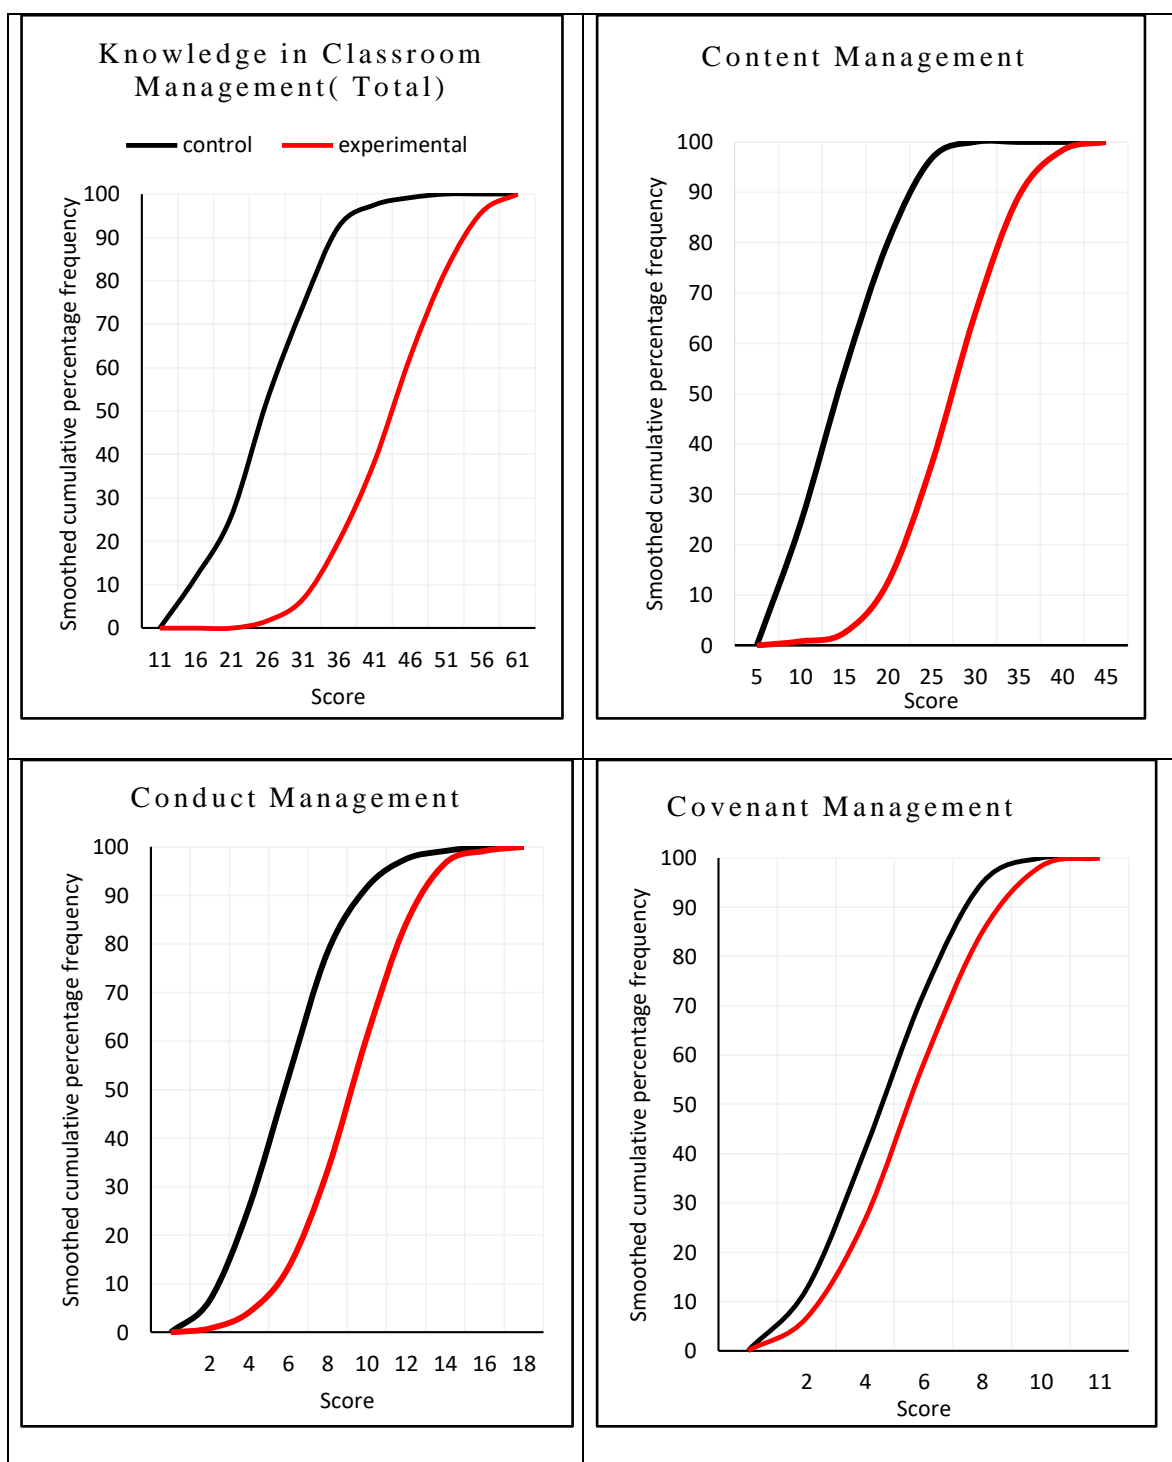 Knowledge in Classroom
Management( Total)
control experimental
Smoothed cumulative percentage frequency
100
90
80
70
60
50
40
30
20
10
0
11 16 21 26 31 36 41 46 51 56 61
Score
Content Management
Smoothed cumulative percentage frequency
100
90
80
70
60
50
40
30
20
10
0
5 10 15 20 25 30 35 40 45
Score
Conduct Management
Smoothed cumulative percentage frequency
100
90
80
70
60
50
40
30
20
10
0
2 4 6 8 10 12 14 16 18
Score
Covenant Management
Smoothed cumulative percentage frequency
100
90
80
70
60
50
40
30
20
10
0
2 4 6 8 10 11
Score